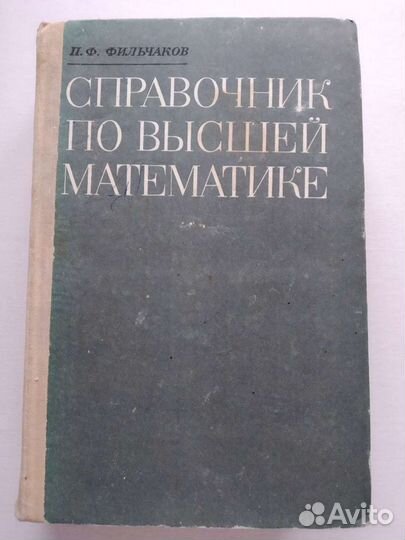 П. Ф. ФИЛЬЧАКОВ
СПРАВОЧНИК
ПО ВЫСШЕЙ
МАТЕМАТИКЕ
Avito